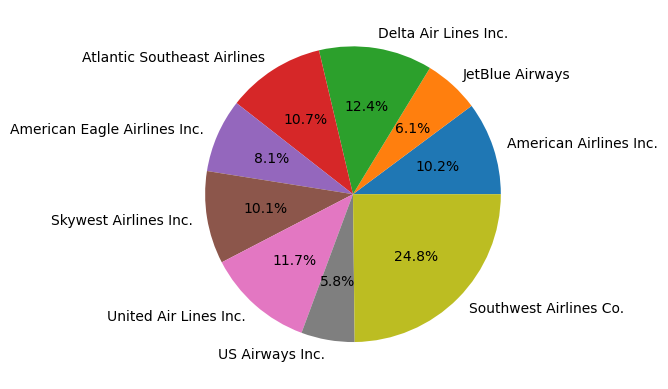 Delta Air Lines Inc.
Atlantic Southeast Airlines
JetBlue Airways
12.4%
10.7%
6.1%
American Eagle Airlines Inc.
American Airlines Inc.
8.1%
10.2%
10.1%
Skywest Airlines Inc.
11.7%
24.8%
5.8%
United Air Lines Inc.
Southwest Airlines Co.
US Airways Inc.